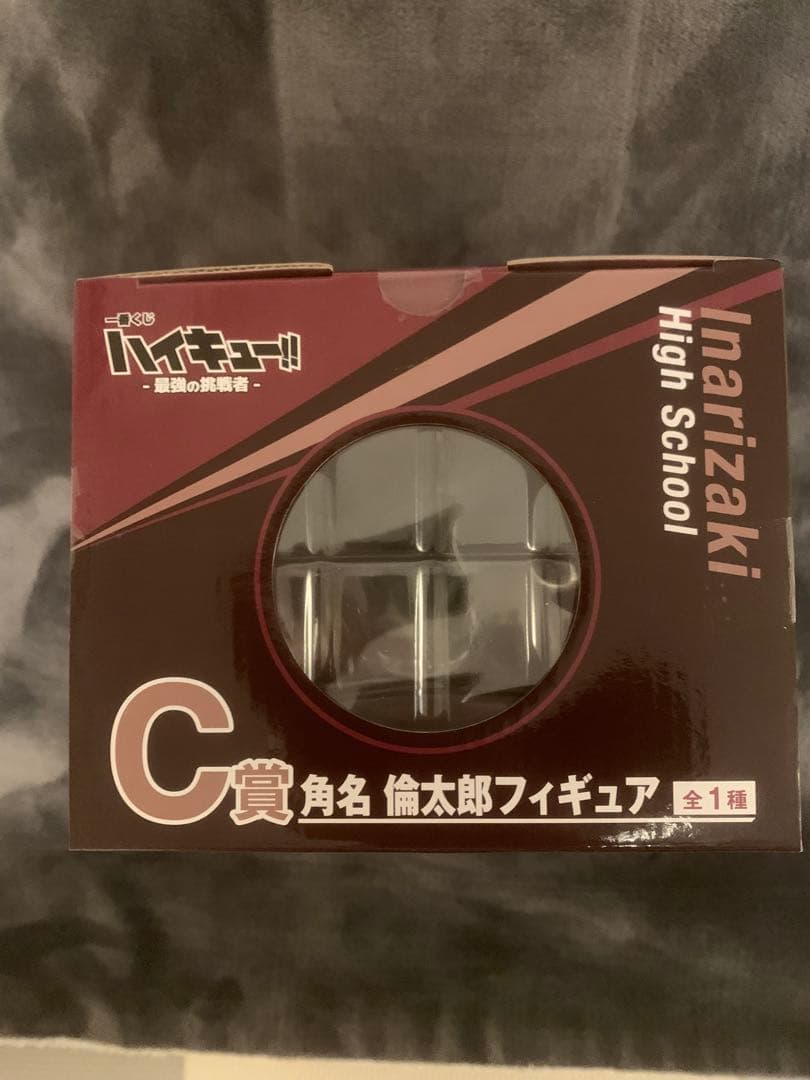 一番くじ
ハイキュー!!
- 最強の挑戦者 -
Inarizaki
High School
C賞 角名 倫太郎フィギュア 全1種